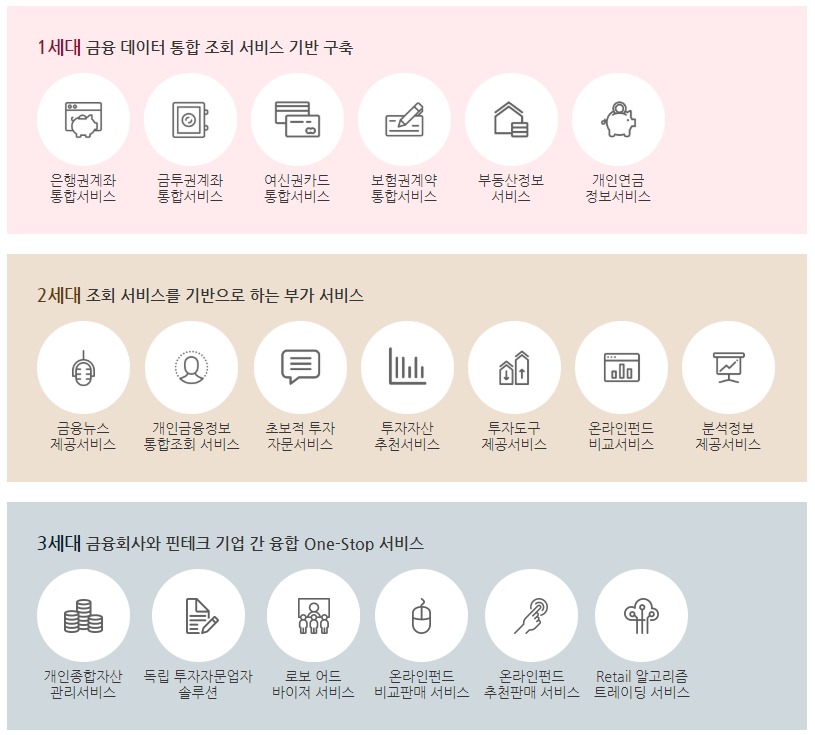 1세대 금융 데이터 통합 조회 서비스 기반 구축
은행권계좌
통합서비스
금투권계좌
통합서비스
여신권카드
통합서비스
보험권계약
통합서비스
부동산정보
서비스
개인연금
정보서비스
2세대 조회 서비스를 기반으로 하는 부가 서비스
금융뉴스
제공서비스
개인금융정보
통합조회 서비스
초보적 투자
자문서비스
투자자산
추천서비스
투자도구
제공서비스
온라인펀드
비교서비스
분석정보
제공서비스
3세대 금융회사와 핀테크 기업 간 융합 One-Stop 서비스
개인종합자산
관리서비스
독립 투자자문업자
솔루션
로보 어드
바이저 서비스
온라인펀드
비교판매 서비스
온라인펀드
추천판매 서비스
Retail 알고리즘
트레이딩 서비스